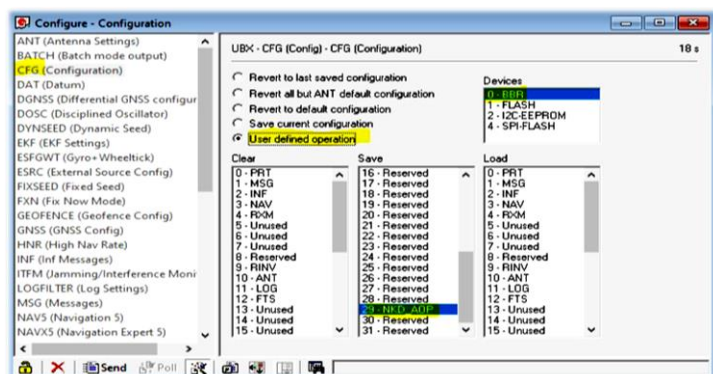 Configure - Configuration
ANT (Antenna Settings)
BATCH (Batch mode output)
CFG (Configuration)
DAT (Datum)
DGNSS (Differential GNSS configur
DOSC (Disciplined Oscillator)
DYNSEED (Dynamic Seed)
EKF (EKF Settings)
ESFGWT (Gyro+Wheeltick)
ESRC (External Source Config)
FIXSEED (Fixed Seed)
FXN (Fix Now Mode)
GEOFENCE (Geofence Config)
GNSS (GNSS Config)
HNR (High Nav Rate)
INF (Inf Messages)
ITFM (Jamming/Interference Moni
LOGFILTER (Log Settings)
MSG (Messages)
NAV5 (Navigation 5)
NAVX5 (Navigation Expert 5)
UBX - CFG (Config) - CFG (Configuration)
18 s
Revert to last saved configuration
Revert all but ANT default configuration
Revert to default configuration
Save current configuration
User defined operation
Devices
0 - BBR
1 - FLASH
2 - I2C-EEPROM
4 - SPI-FLASH
Clear
0 - PRT
1 - MSG
2 - INF
3 - NAV
4 - RXM
5 - Unused
6 - Unused
7 - Unused
8 - Reserved
9 - RINV
10 - ANT
11 - LOG
12 - FTS
13 - Unused
14 - Unused
15 - Unused
Save
16 - Reserved
17 - Reserved
18 - Reserved
19 - Reserved
20 - Reserved
21 - Reserved
22 - Reserved
23 - Reserved
24 - Reserved
25 - Reserved
26 - Reserved
27 - Reserved
28 - Reserved
29 - NKD_AOP
30 - Reserved
31 - Reserved
Load
0 - PRT
1 - MSG
2 - INF
3 - NAV
4 - RXM
5 - Unused
6 - Unused
7 - Unused
8 - Reserved
9 - RINV
10 - ANT
11 - LOG
12 - FTS
13 - Unused
14 - Unused
15 - Unused
Send
Poll